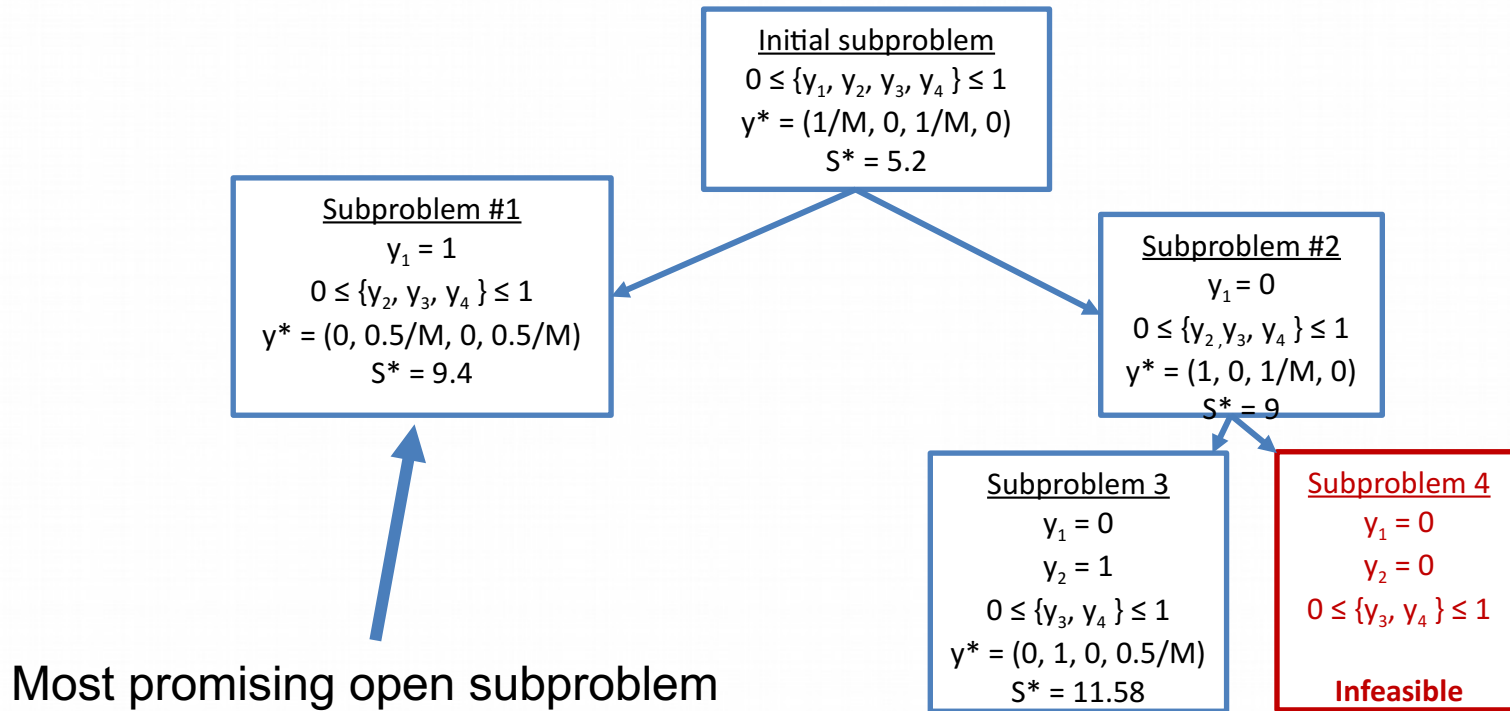 Initial subproblem
0 ≤ {y₁, y₂, y₃, y₄ } ≤ 1
y* = (1/M, 0, 1/M, 0)
S* = 5.2
Subproblem #1
y₁ = 1
0 ≤ {y₂, y₃, y₄ } ≤ 1
y* = (0, 0.5/M, 0, 0.5/M)
S* = 9.4
Subproblem #2
y₁ = 0
0 ≤ {y₂,y₃, y₄ } ≤ 1
y* = (1, 0, 1/M, 0)
S* = 9
Subproblem 3
y₁ = 0
y₂ = 1
0 ≤ {y₃, y₄ } ≤ 1
y* = (0, 1, 0, 0.5/M)
S* = 11.58
Subproblem 4
y₁ = 0
y₂ = 0
0 ≤ {y₃, y₄ } ≤ 1
Infeasible
Most promising open subproblem